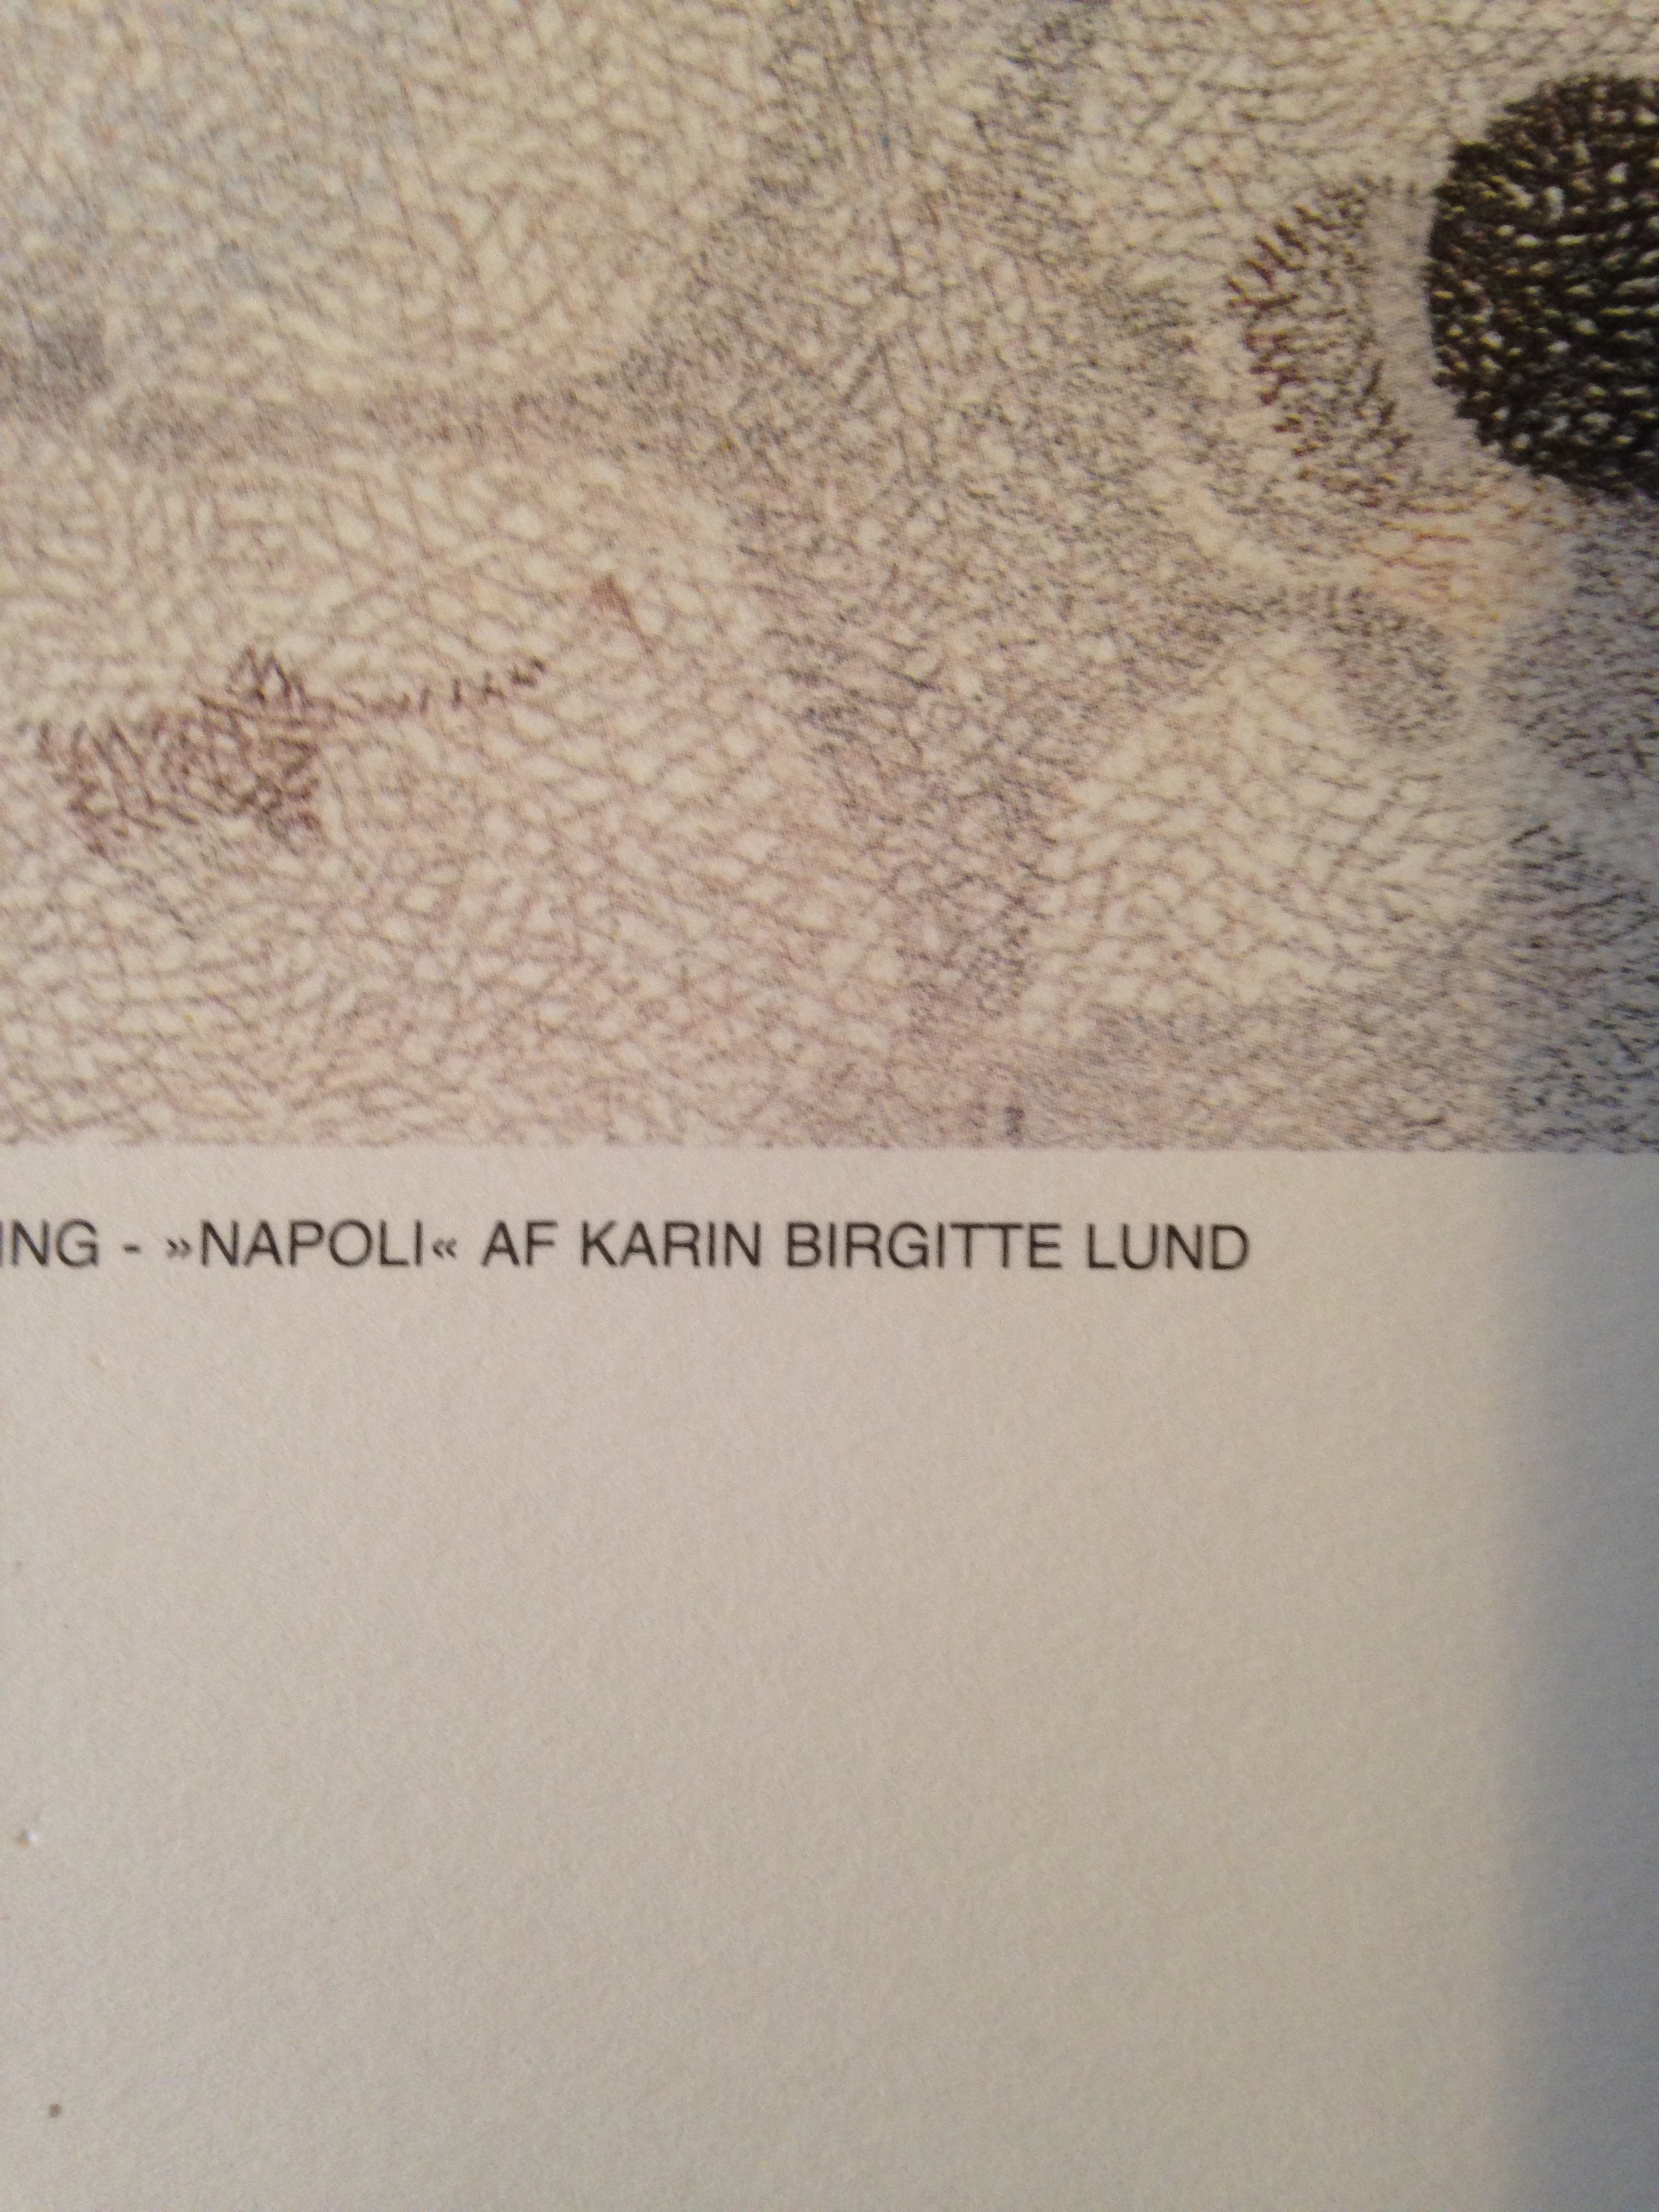 ING - »NAPOLI« AF KARIN BIRGITTE LUND